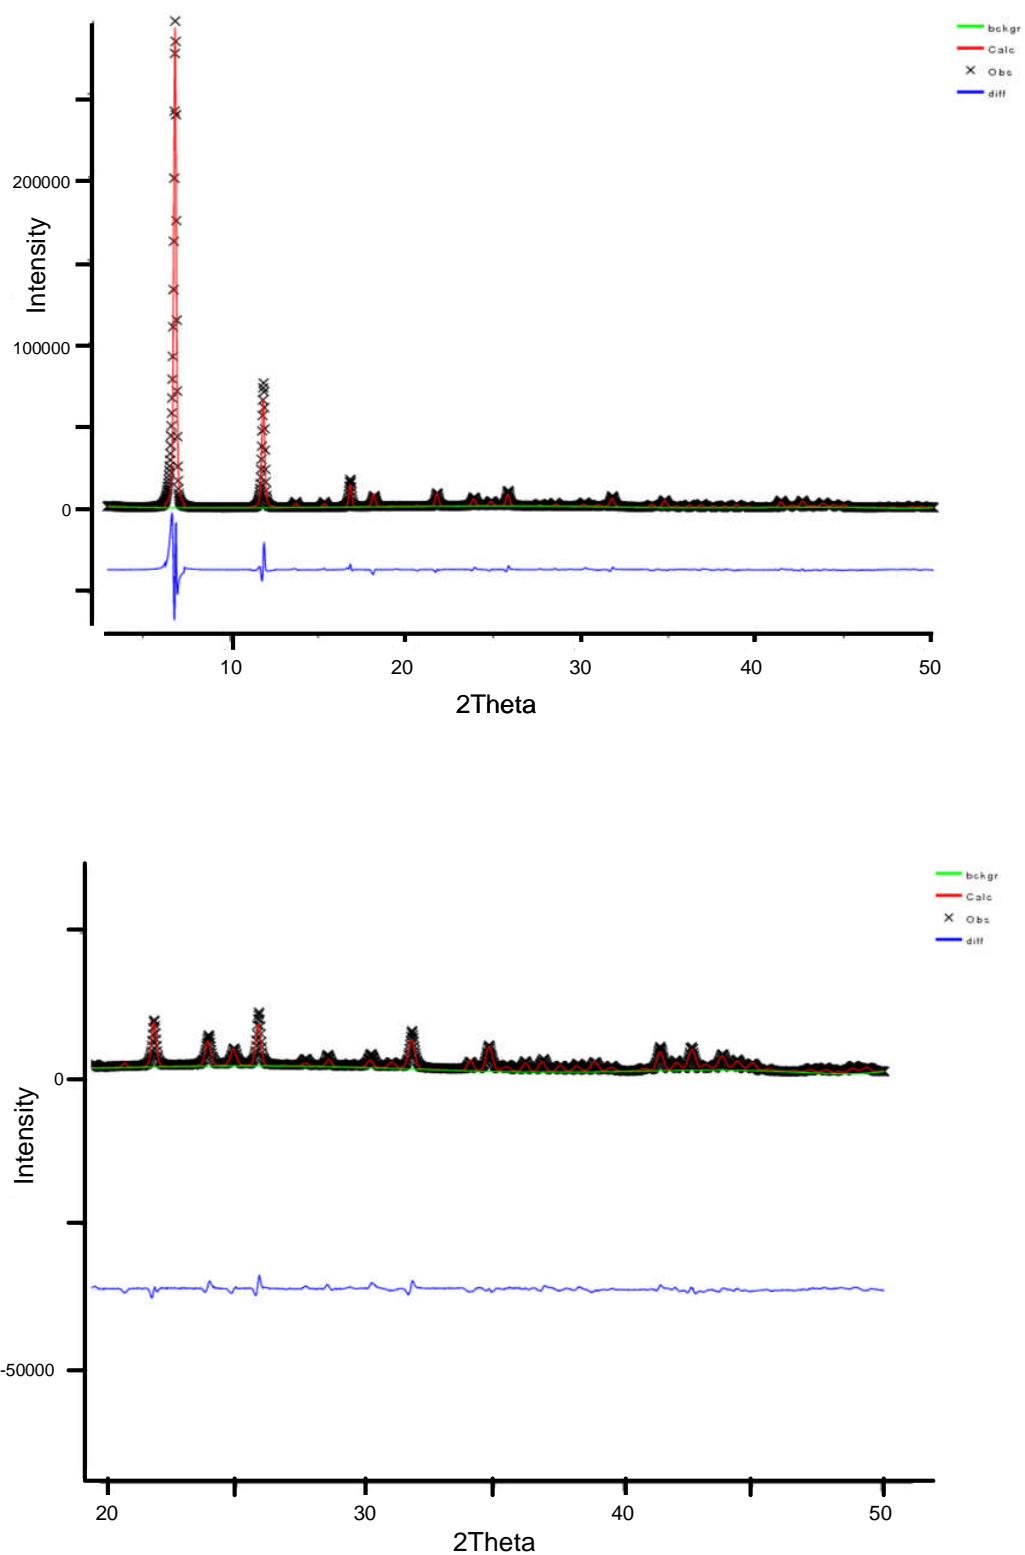 bckgr
Calc
Obs
diff
200000
100000
0
Intensity
10 20 30 40 50
2Theta
bckgr
Calc
Obs
diff
0
-50000
Intensity
20 30 40 50
2Theta